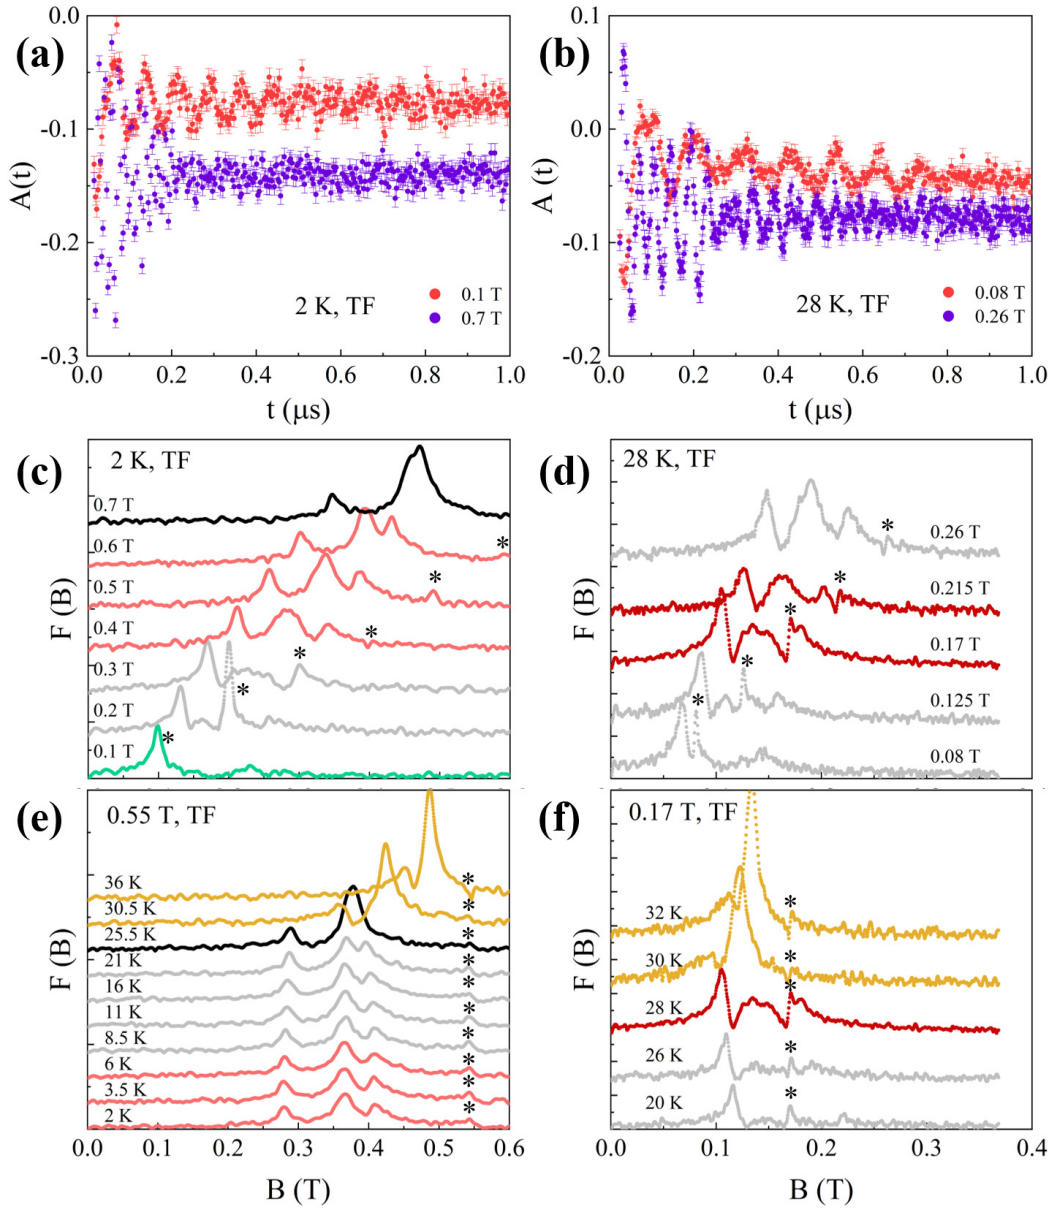 (a)
0.0
-0.1
-0.2
-0.3
A(t)
2 K, TF
0.1 T
0.7 T
0.0 0.2 0.4 0.6 0.8 1.0
t (μs)
(b)
0.1
0.0
-0.1
-0.2
A (t)
28 K, TF
0.08 T
0.26 T
0.0 0.2 0.4 0.6 0.8 1.0
t (μs)
(c)
2 K, TF
F (B)
0.7 T
0.6 T
*
0.5 T
*
0.4 T
*
0.3 T
*
0.2 T
*
0.1 T
*
(d)
28 K, TF
F (B)
0.26 T
*
0.215 T
*
0.17 T
*
0.125 T
*
0.08 T
*
(e)
0.55 T, TF
F (B)
36 K
*
30.5 K
*
25.5 K
*
21 K
*
16 K
*
11 K
*
8.5 K
*
6 K
*
3.5 K
*
2 K
*
0.0 0.1 0.2 0.3 0.4 0.5 0.6
B (T)
(f)
0.17 T, TF
F (B)
32 K
*
30 K
*
28 K
*
26 K
*
20 K
*
0.0 0.1 0.2 0.3 0.4
B (T)